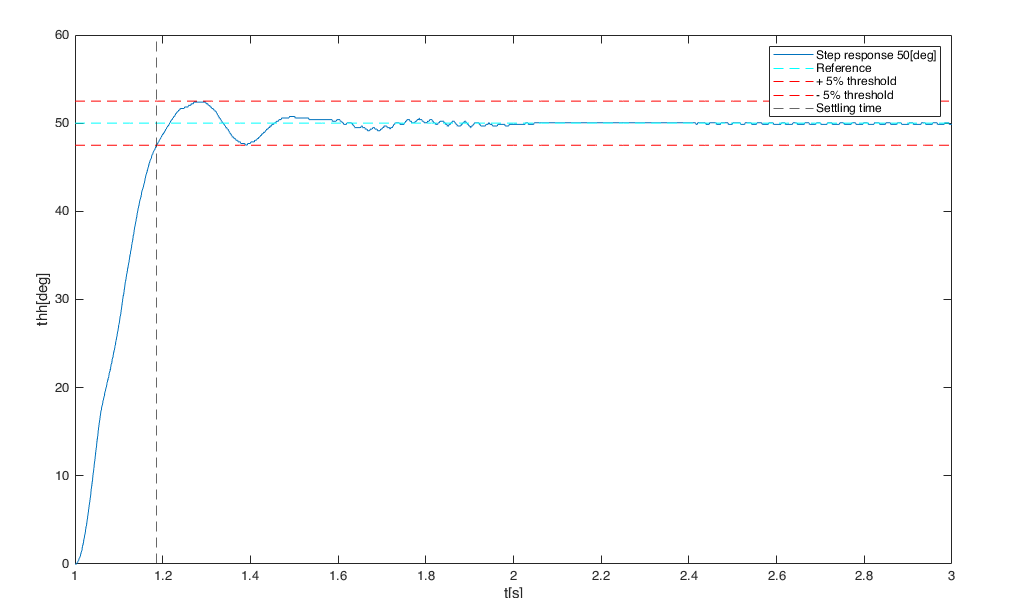 60
50
40
30
20
10
0
thh[deg]
Step response 50[deg]
Reference
+ 5% threshold
- 5% threshold
Settling time
1
1.2
1.4
1.6
1.8
2
2.2
2.4
2.6
2.8
3
t[s]